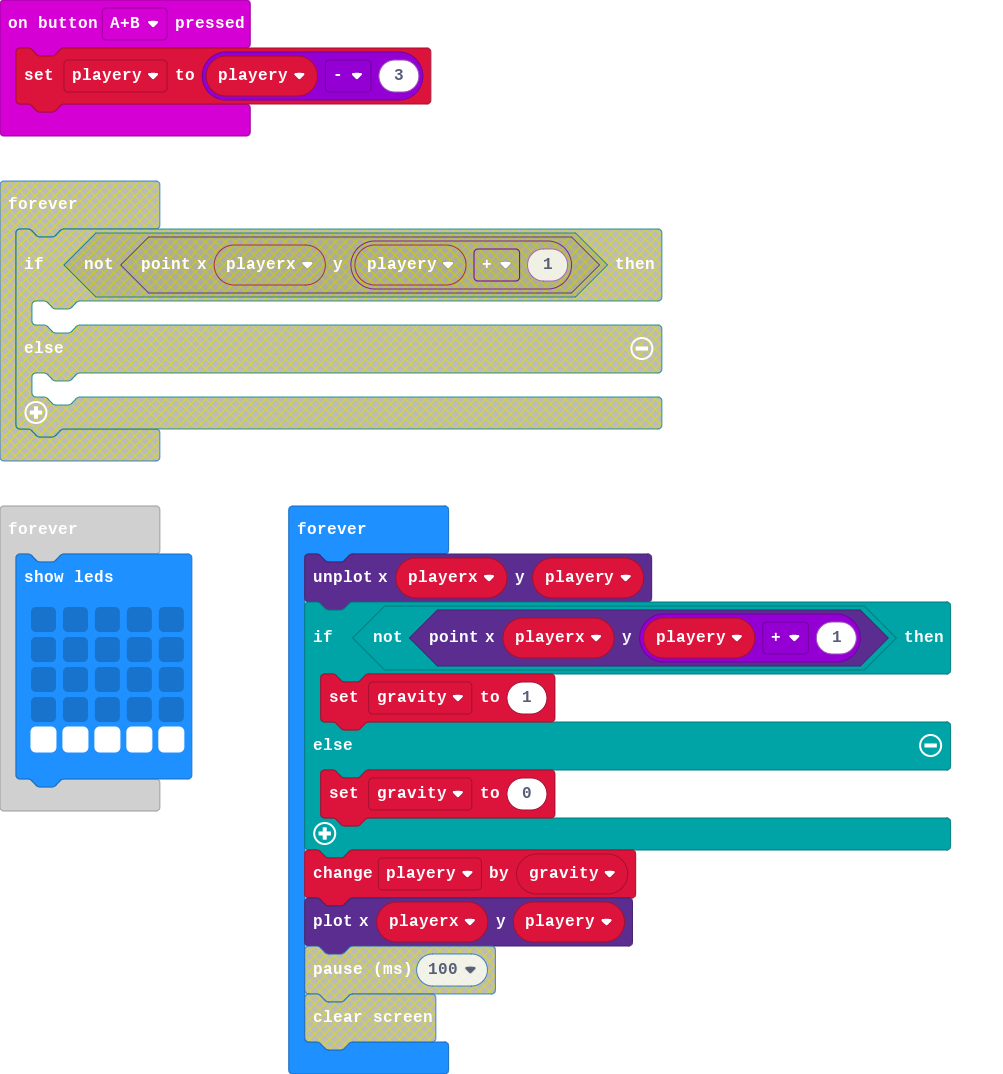 on button A+B pressed
set playery to playery - 3
forever
if not point x playerx y playery + 1 then
else
forever
show leds
forever
unplot x playerx y playery
if not point x playerx y playery + 1 then
set gravity to 1
else
set gravity to 0
change playery by gravity
plot x playerx y playery
pause (ms) 100
clear screen